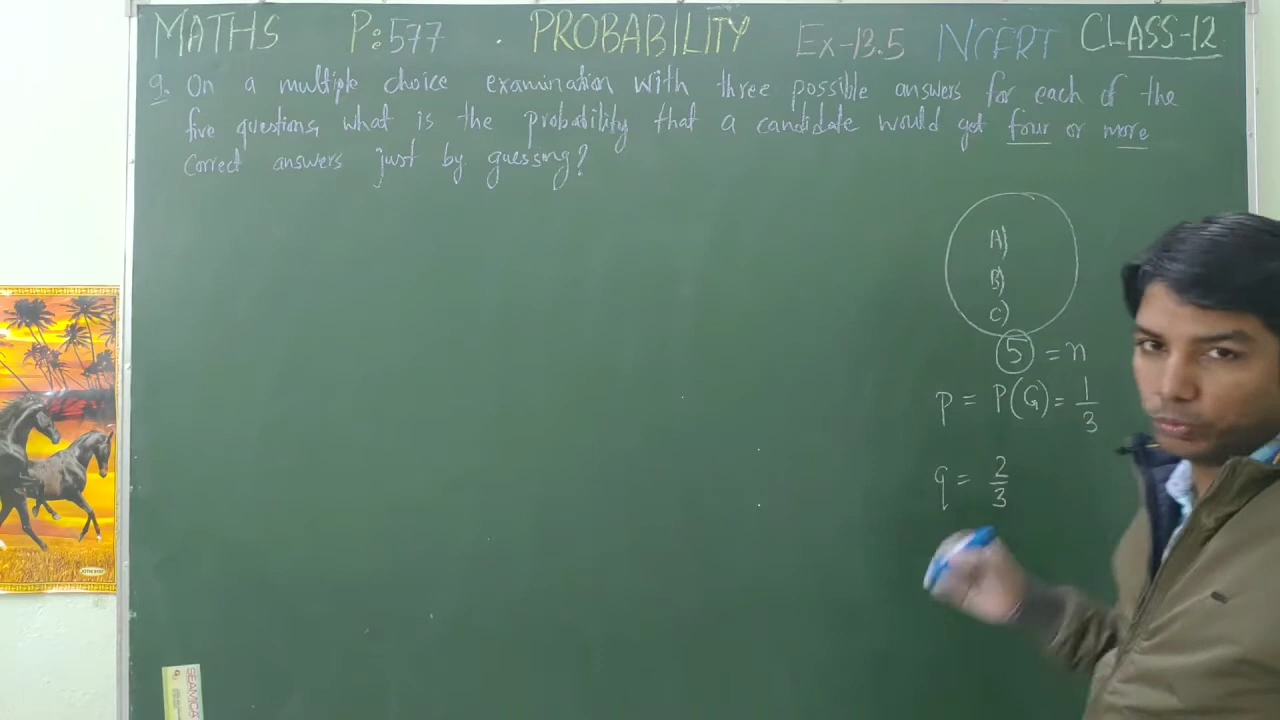 MATHS P:577 . PROBABILITY Ex-13.5 NCERT CLASS-12
9. On a multiple choice examination with three possible answers for each of the
five questions, what is the probability that a candidate would get four or more
correct answers just by guessing?
A)
B)
C)
5 = n
p = P(G) = 1/3
q = 2/3